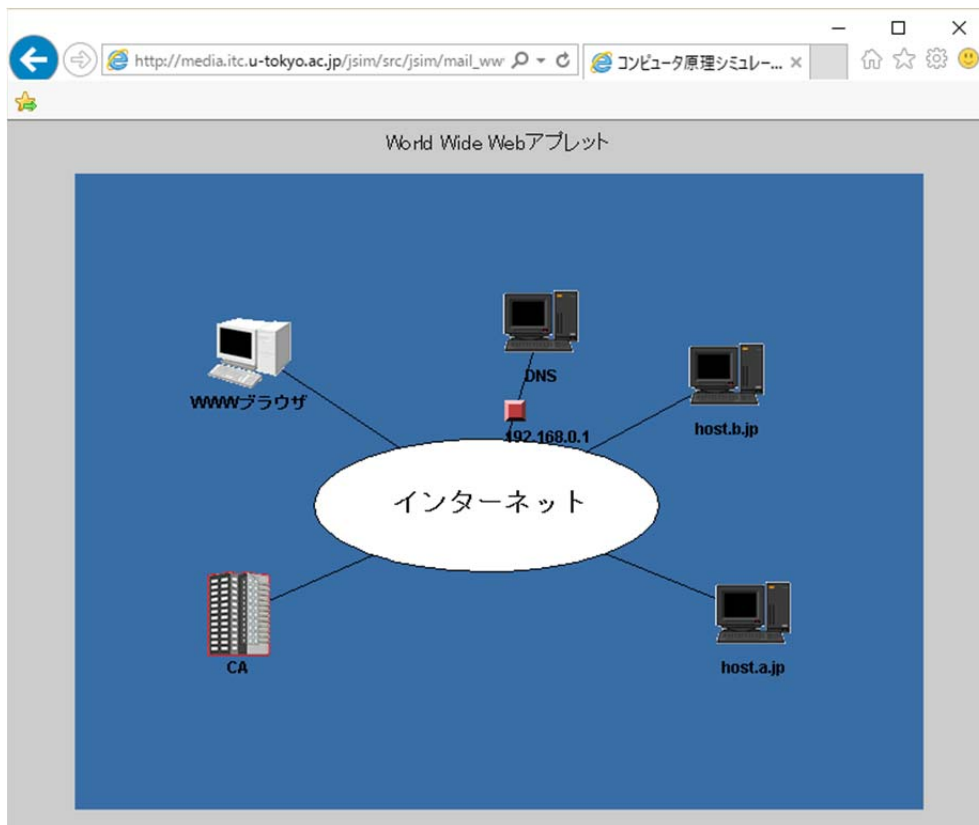 http://media.itc.u-tokyo.ac.jp/jsim/src/jsim/mail_ww
コンピュータ原理シミュレー...
World Wide Webアプレット
DNS
WWWブラウザ
192.168.0.1
host.b.jp
インターネット
CA
host.a.jp